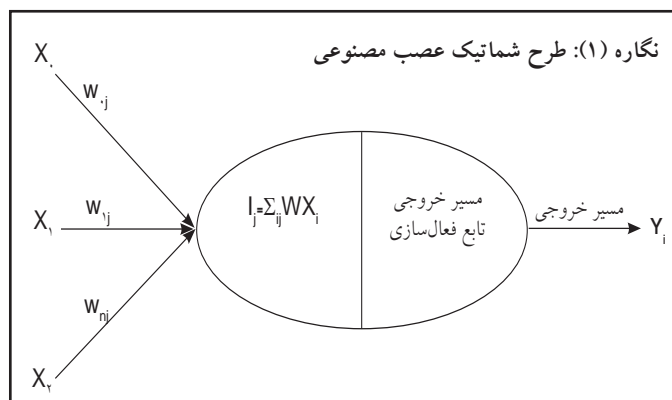 نگاره (۱): طرح شماتیک عصب مصنوعی
X۰
W۰j
X۱
W۱j
Wnj
X۲
Ij=ΣijWXi
مسیر خروجی
تابع فعال‌سازی
مسیر خروجی
Yi